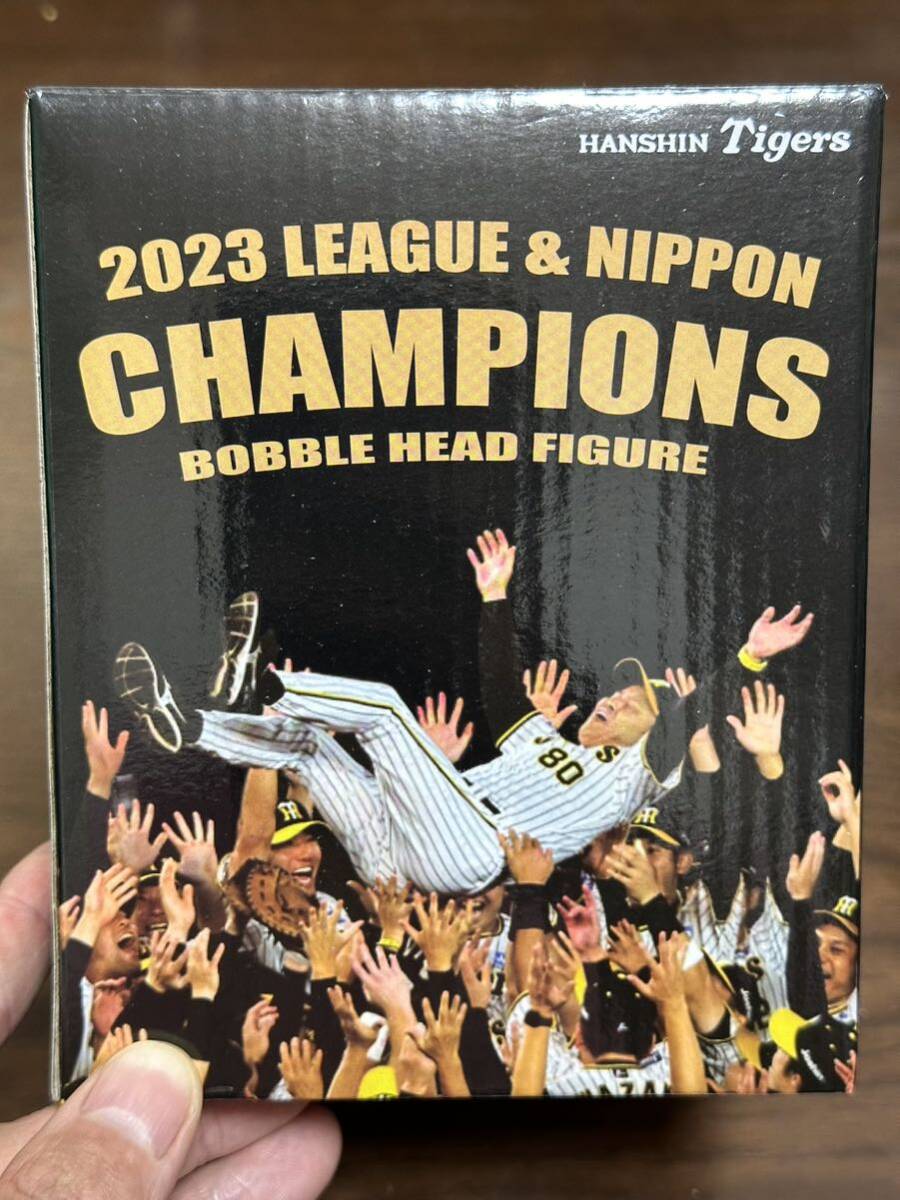 HANSHIN Tigers
2023 LEAGUE & NIPPON
CHAMPIONS
BOBBLE HEAD FIGURE
S
80